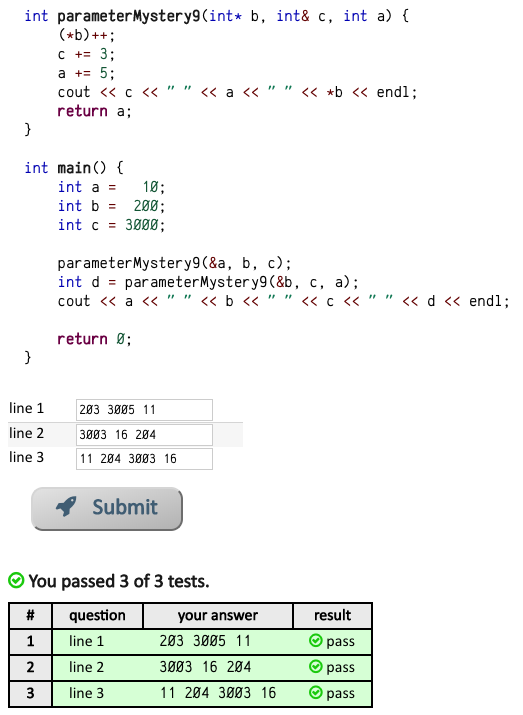 int parameterMystery9(int* b, int& c, int a) {
    (*b)++;
    c += 3;
    a += 5;
    cout << c << " " << a << " " << *b << endl;
    return a;
}

int main() {
    int a =   10;
    int b =  200;
    int c = 3000;

    parameterMystery9(&a, b, c);
    int d = parameterMystery9(&b, c, a);
    cout << a << " " << b << " " << c << " " << d << endl;

    return 0;
}
line 1 203 3005 11
line 2 3003 16 204
line 3 11 204 3003 16
Submit
You passed 3 of 3 tests.
# question your answer result
1 line 1 203 3005 11 pass
2 line 2 3003 16 204 pass
3 line 3 11 204 3003 16 pass